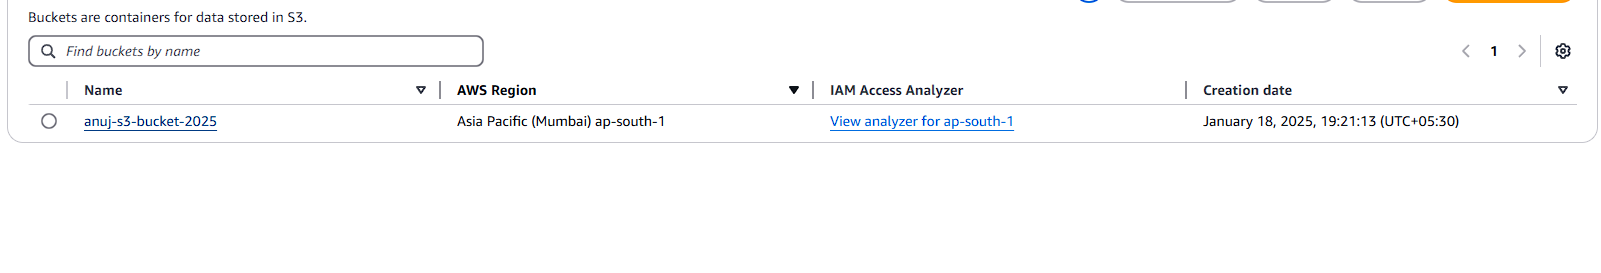 Buckets are containers for data stored in S3.
Find buckets by name
1
Name AWS Region IAM Access Analyzer Creation date
anuj-s3-bucket-2025 Asia Pacific (Mumbai) ap-south-1 View analyzer for ap-south-1 January 18, 2025, 19:21:13 (UTC+05:30)